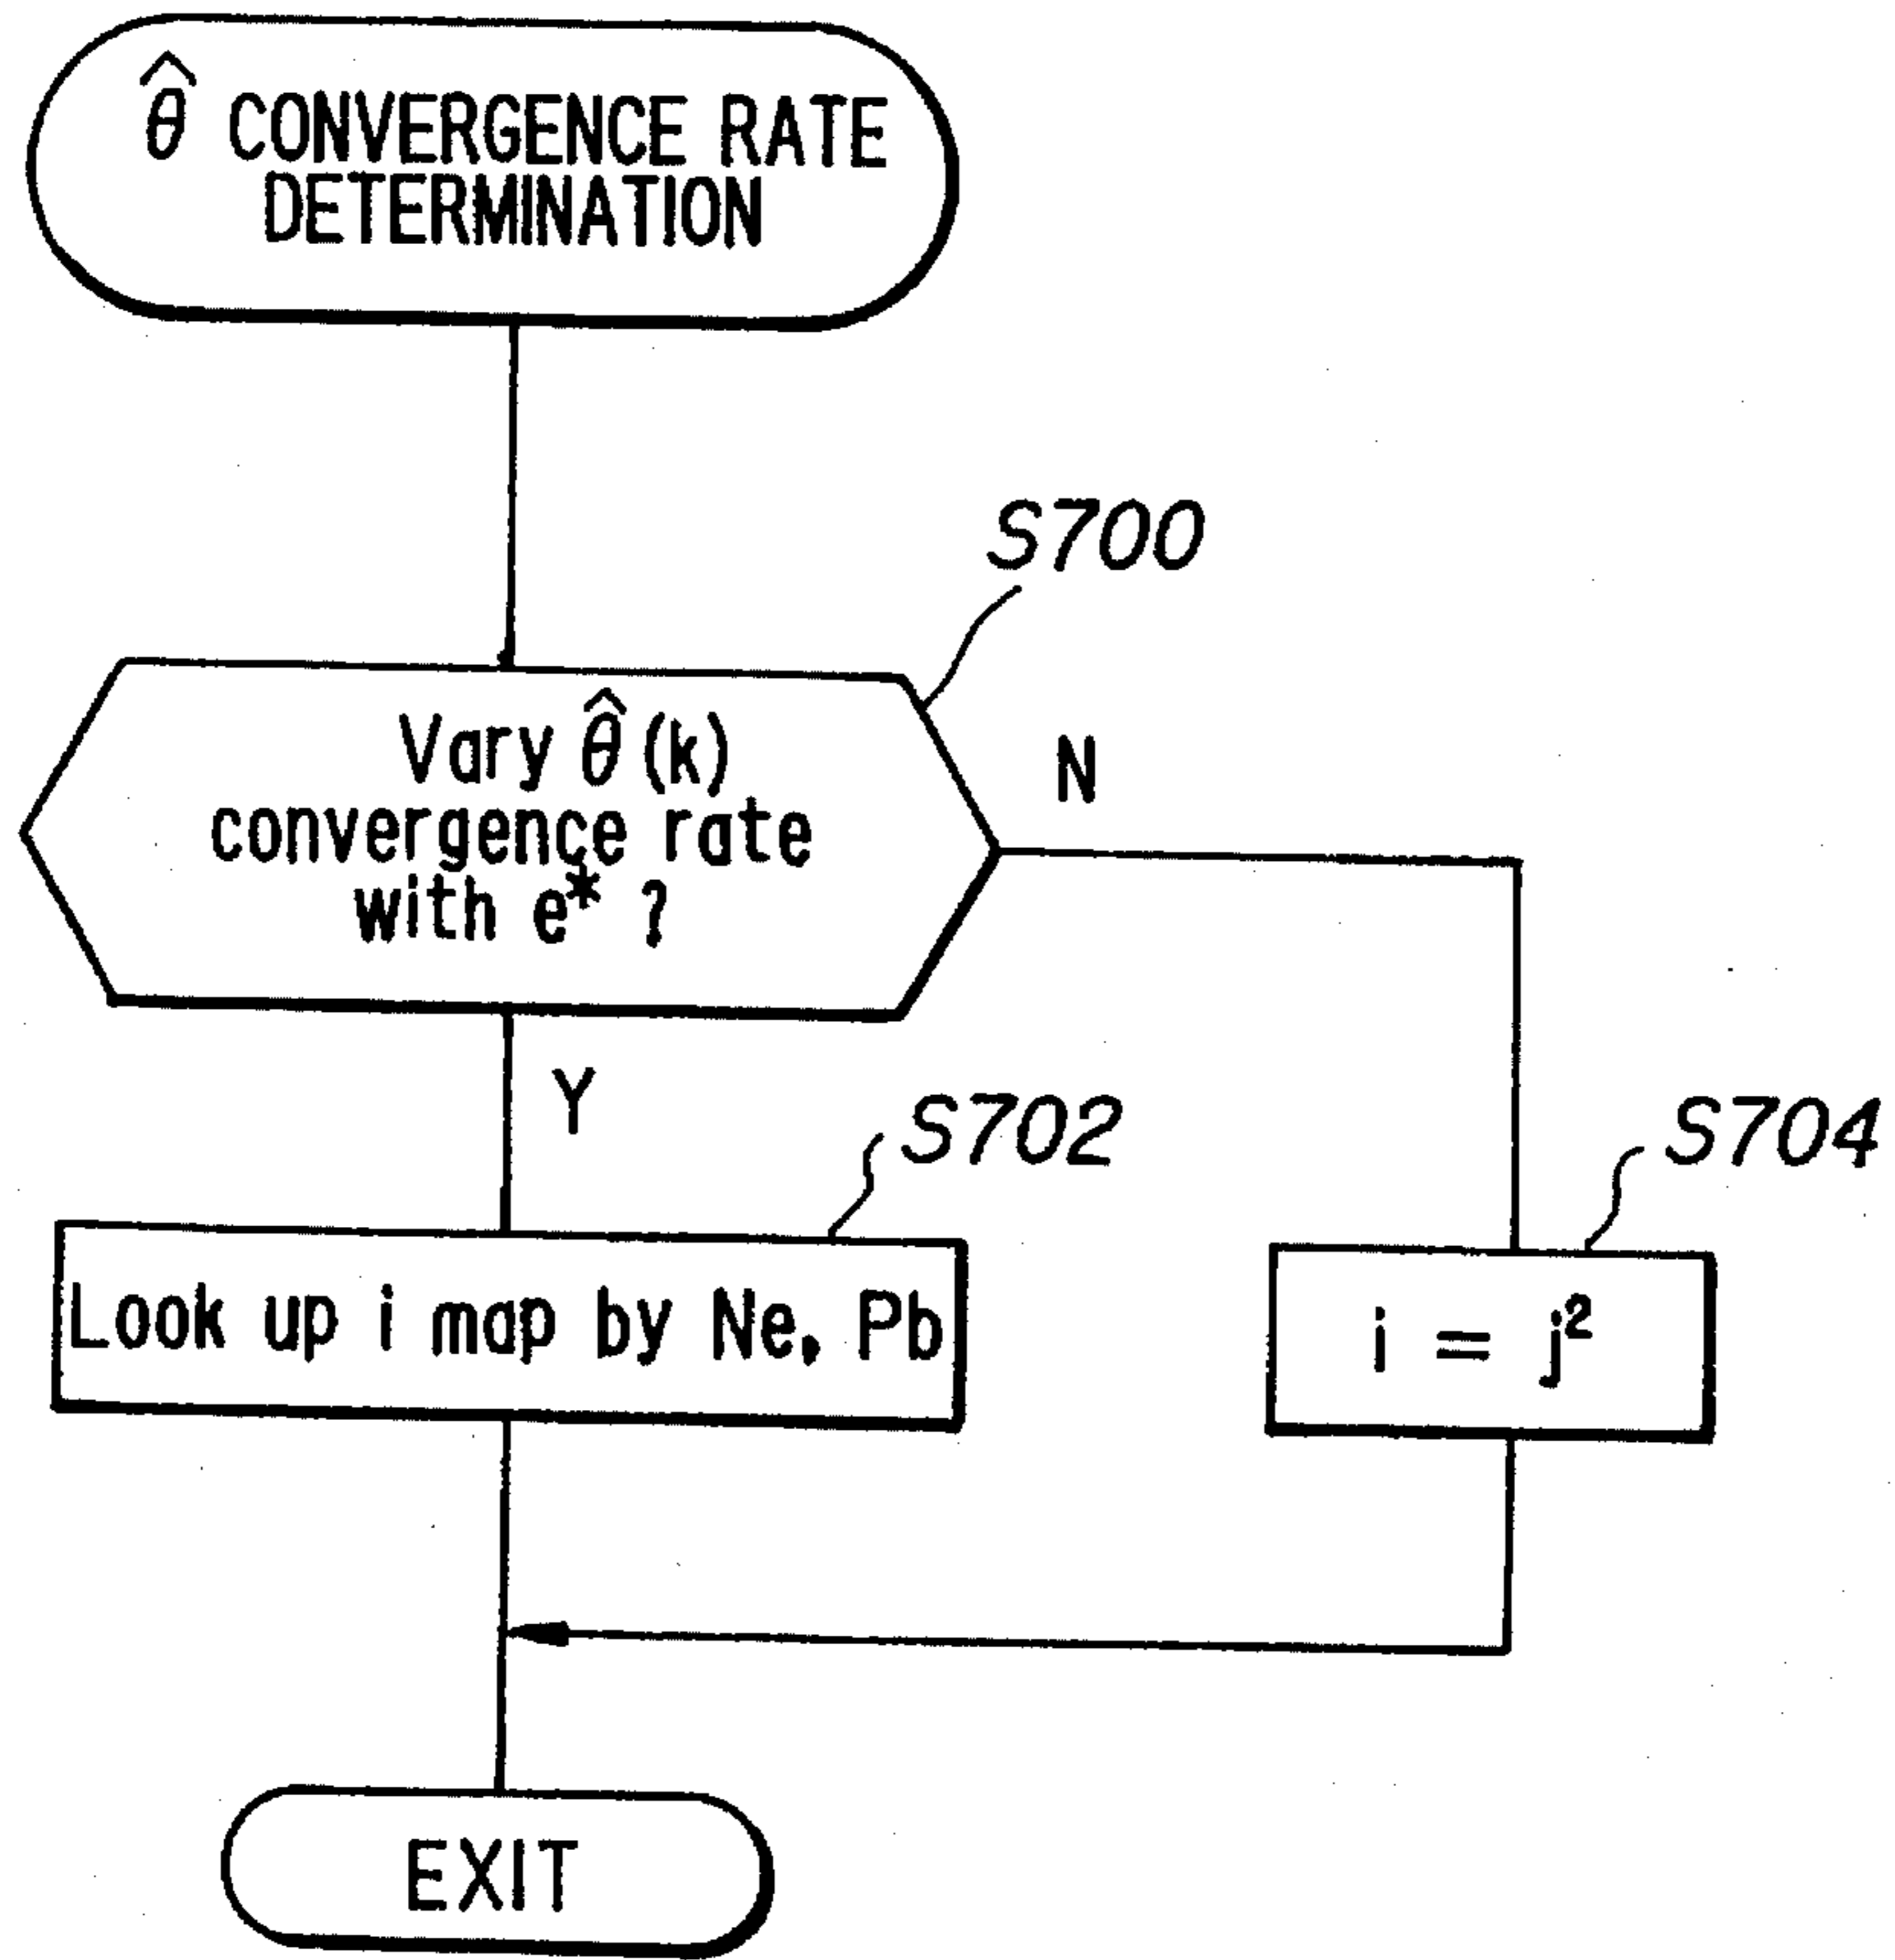 θ̂ CONVERGENCE RATE
DETERMINATION
S700
Vary θ̂(k)
convergence rate
with e* ?
N
Y
S702
S704
Look up i map by Ne, Pb
i = j²
EXIT